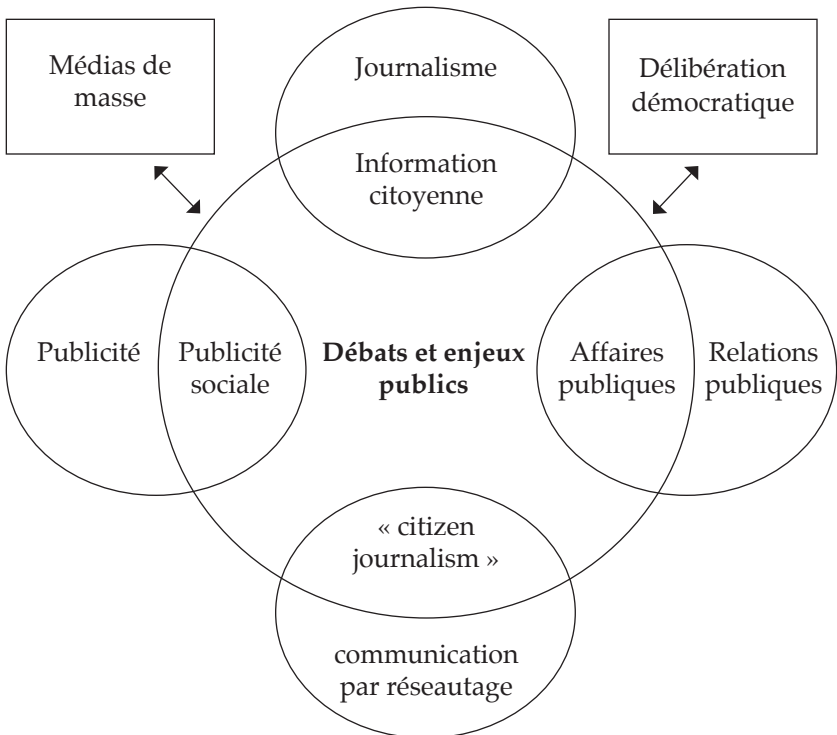 Médias de
masse
Journalisme
Délibération
démocratique
Information
citoyenne
Publicité
Publicité
sociale
Débats et enjeux
publics
Affaires
publiques
Relations
publiques
« citizen
journalism »
communication
par réseautage